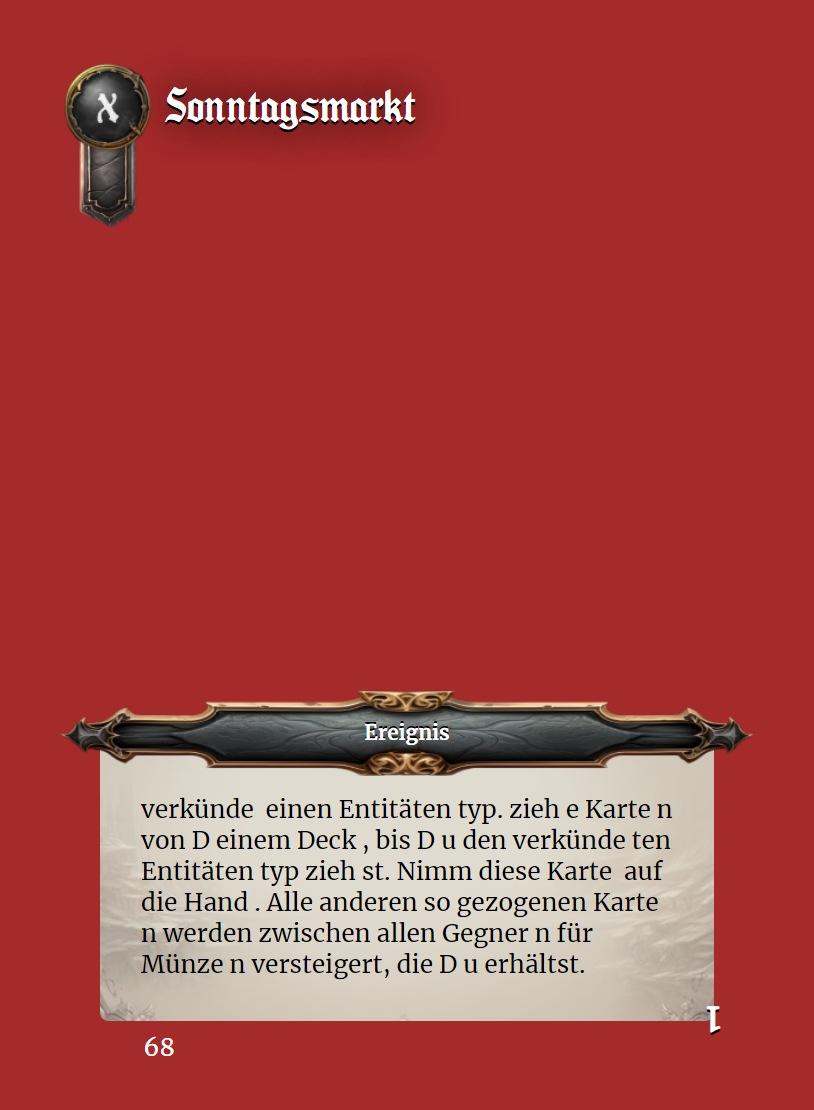 X
Sonntagsmarkt
Ereignis
verkünde  einen Entitäten typ. zieh e Karte n
von D einem Deck , bis D u den verkünde ten
Entitäten typ zieh st. Nimm diese Karte  auf
die Hand . Alle anderen so gezogenen Karte
n werden zwischen allen Gegner n für
Münze n versteigert, die D u erhältst.
1
68